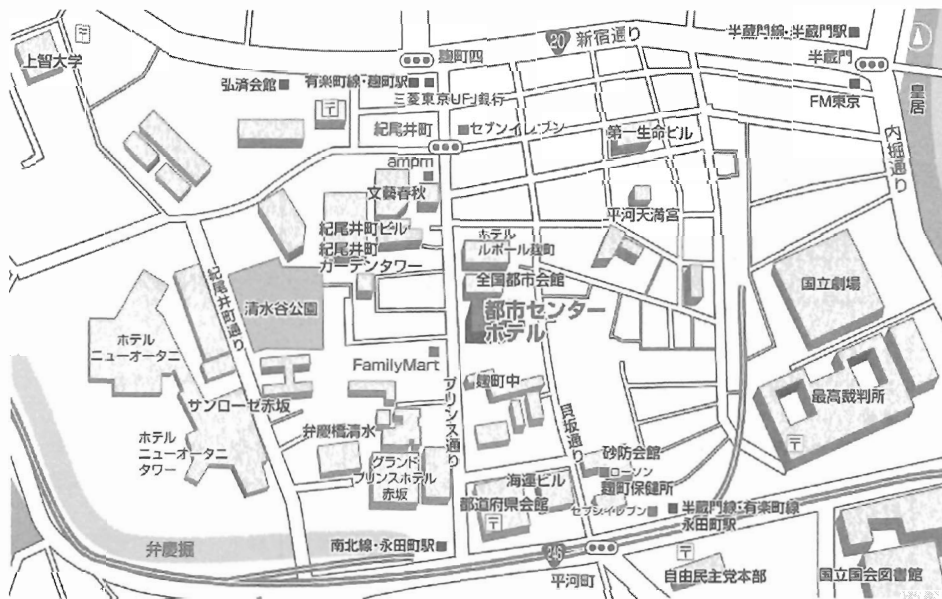 上智大学
弘済会館
有楽町線・麹町駅
麹町四
20
新宿通り
半蔵門線・半蔵門駅
半蔵門
FM東京
皇居
内堀通り
三菱東京UFJ銀行
紀尾井町
セブンイレブン
第一生命ビル
ampm
文藝春秋
平河天満宮
紀尾井町ビル
紀尾井町
ガーデンタワー
ホテル
ルポール麹町
全国都市会館
都市センター
ホテル
国立劇場
紀尾井町通り
清水谷公園
ホテル
ニューオータニ
FamilyMart
プリンス通り
麹町中
貝坂通り
最高裁判所
サンローゼ赤坂
弁慶橋清水
ホテル
ニューオータニ
タワー
グランド
プリンスホテル
赤坂
砂防会館
ローソン
麹町保健所
海運ビル
都道府県会館
セブンイレブン
半蔵門線・有楽町線
永田町駅
弁慶掘
南北線・永田町駅
246
平河町
自由民主党本部
国立国会図書館